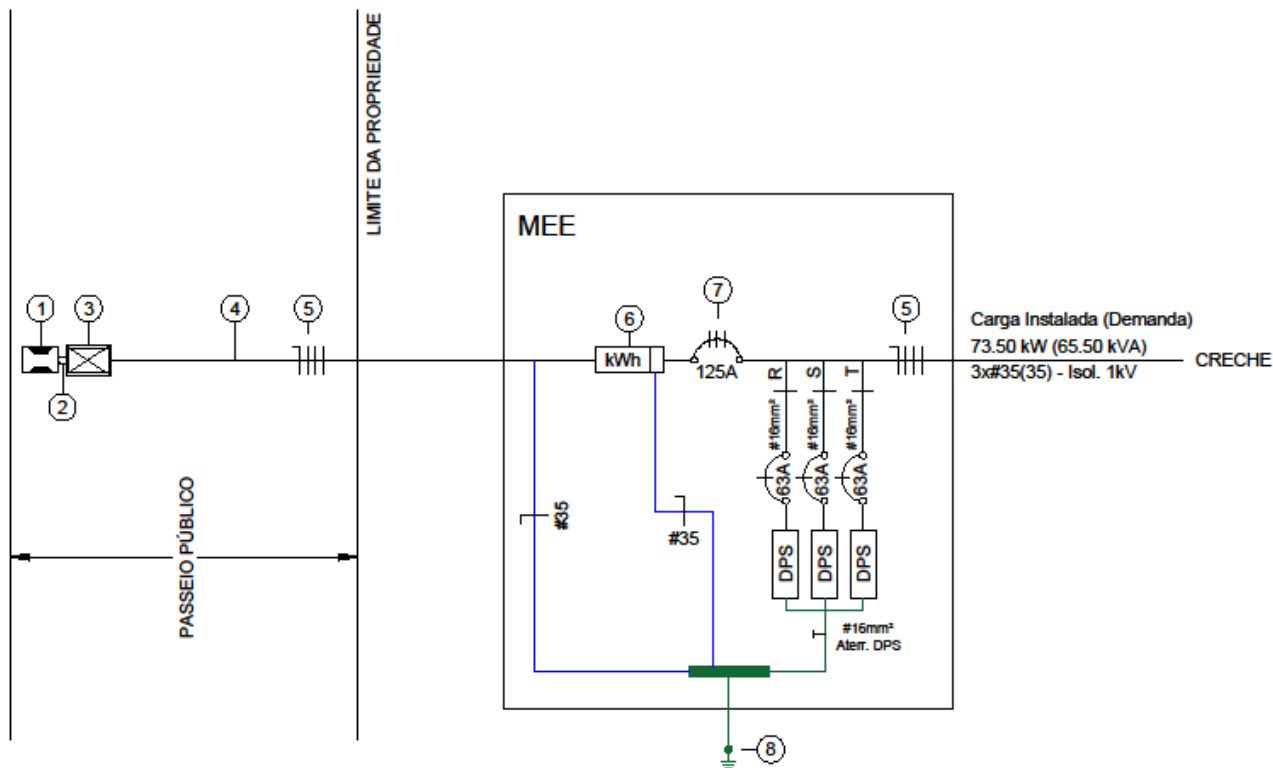 LIMITE DA PROPRIEDADE
PASSEIO PÚBLICO
1
2
3
4
5
MEE
6
kWh
7
125A
5
R
S
T
#16mm²
#16mm²
#16mm²
63A
63A
63A
DPS
DPS
DPS
#16mm²
Aterr. DPS
#35
#35
8
Carga Instalada (Demanda)
73.50 kW (65.50 kVA)
3x#35(35) - Isol. 1kV
CRECHE